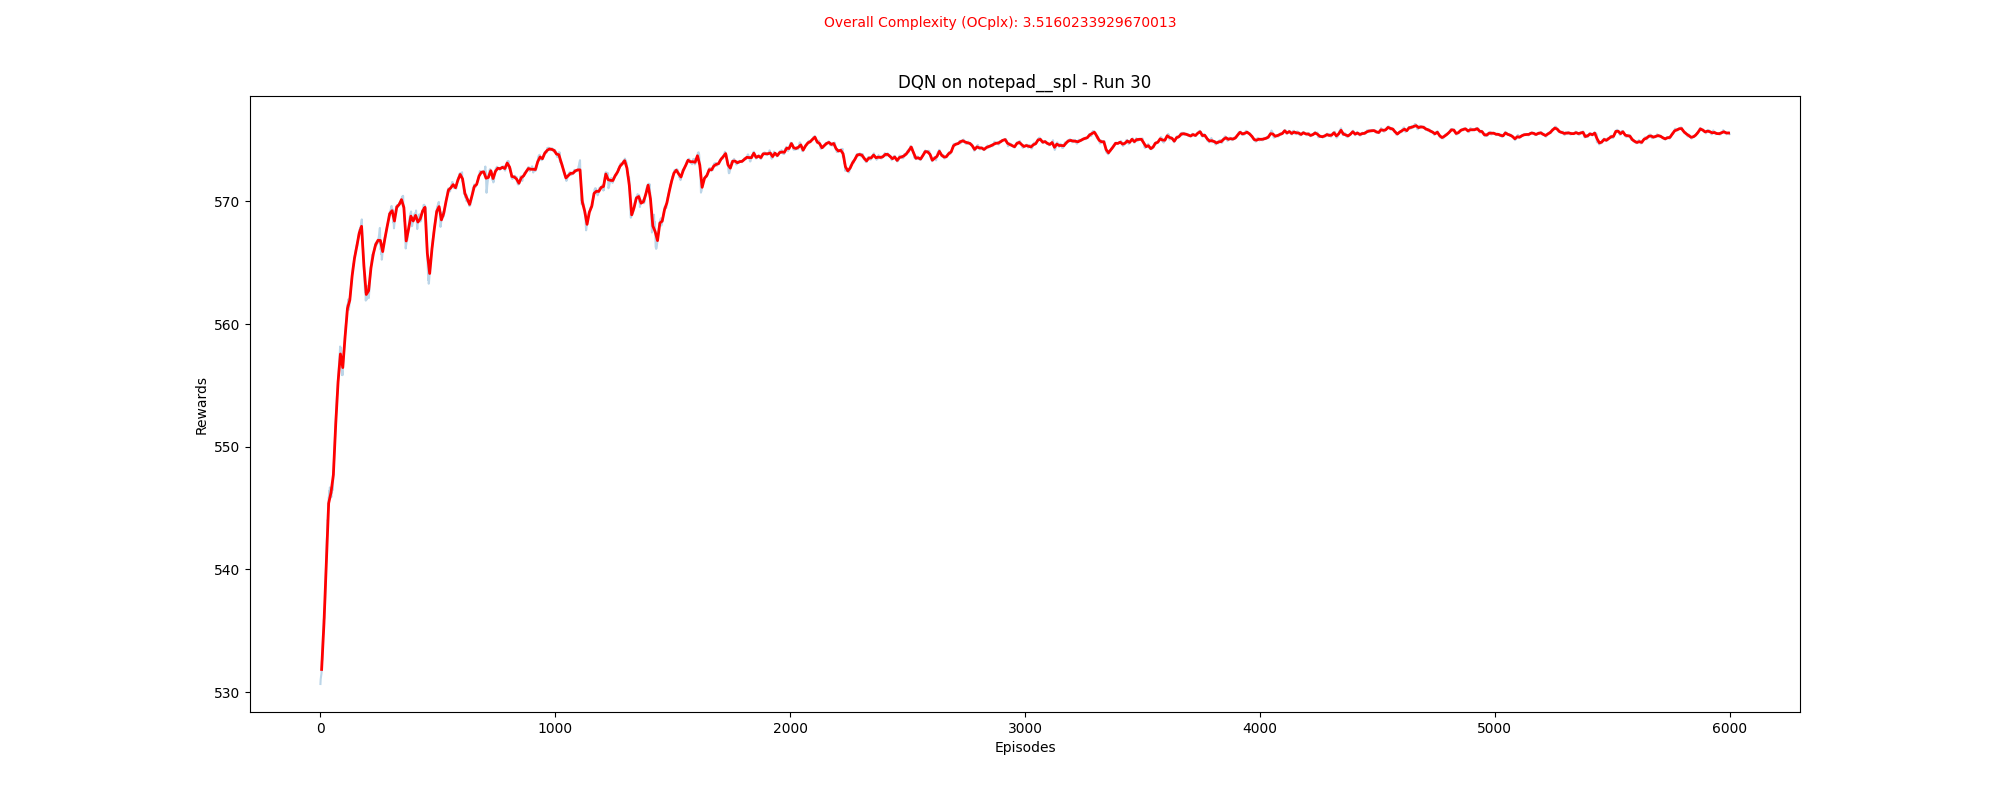 Overall Complexity (OCplx): 3.5160233929670013
DQN on notepad__spl - Run 30
Rewards
570
560
550
540
530
0 1000 2000 3000 4000 5000 6000
Episodes